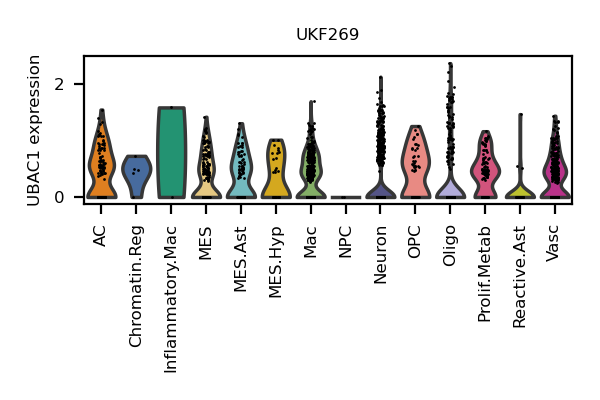 UKF269
UBAC1 expression
2
0
AC
Chromatin.Reg
Inflammatory.Mac
MES
MES.Ast
MES.Hyp
Mac
NPC
Neuron
OPC
Oligo
Prolif.Metab
Reactive.Ast
Vasc